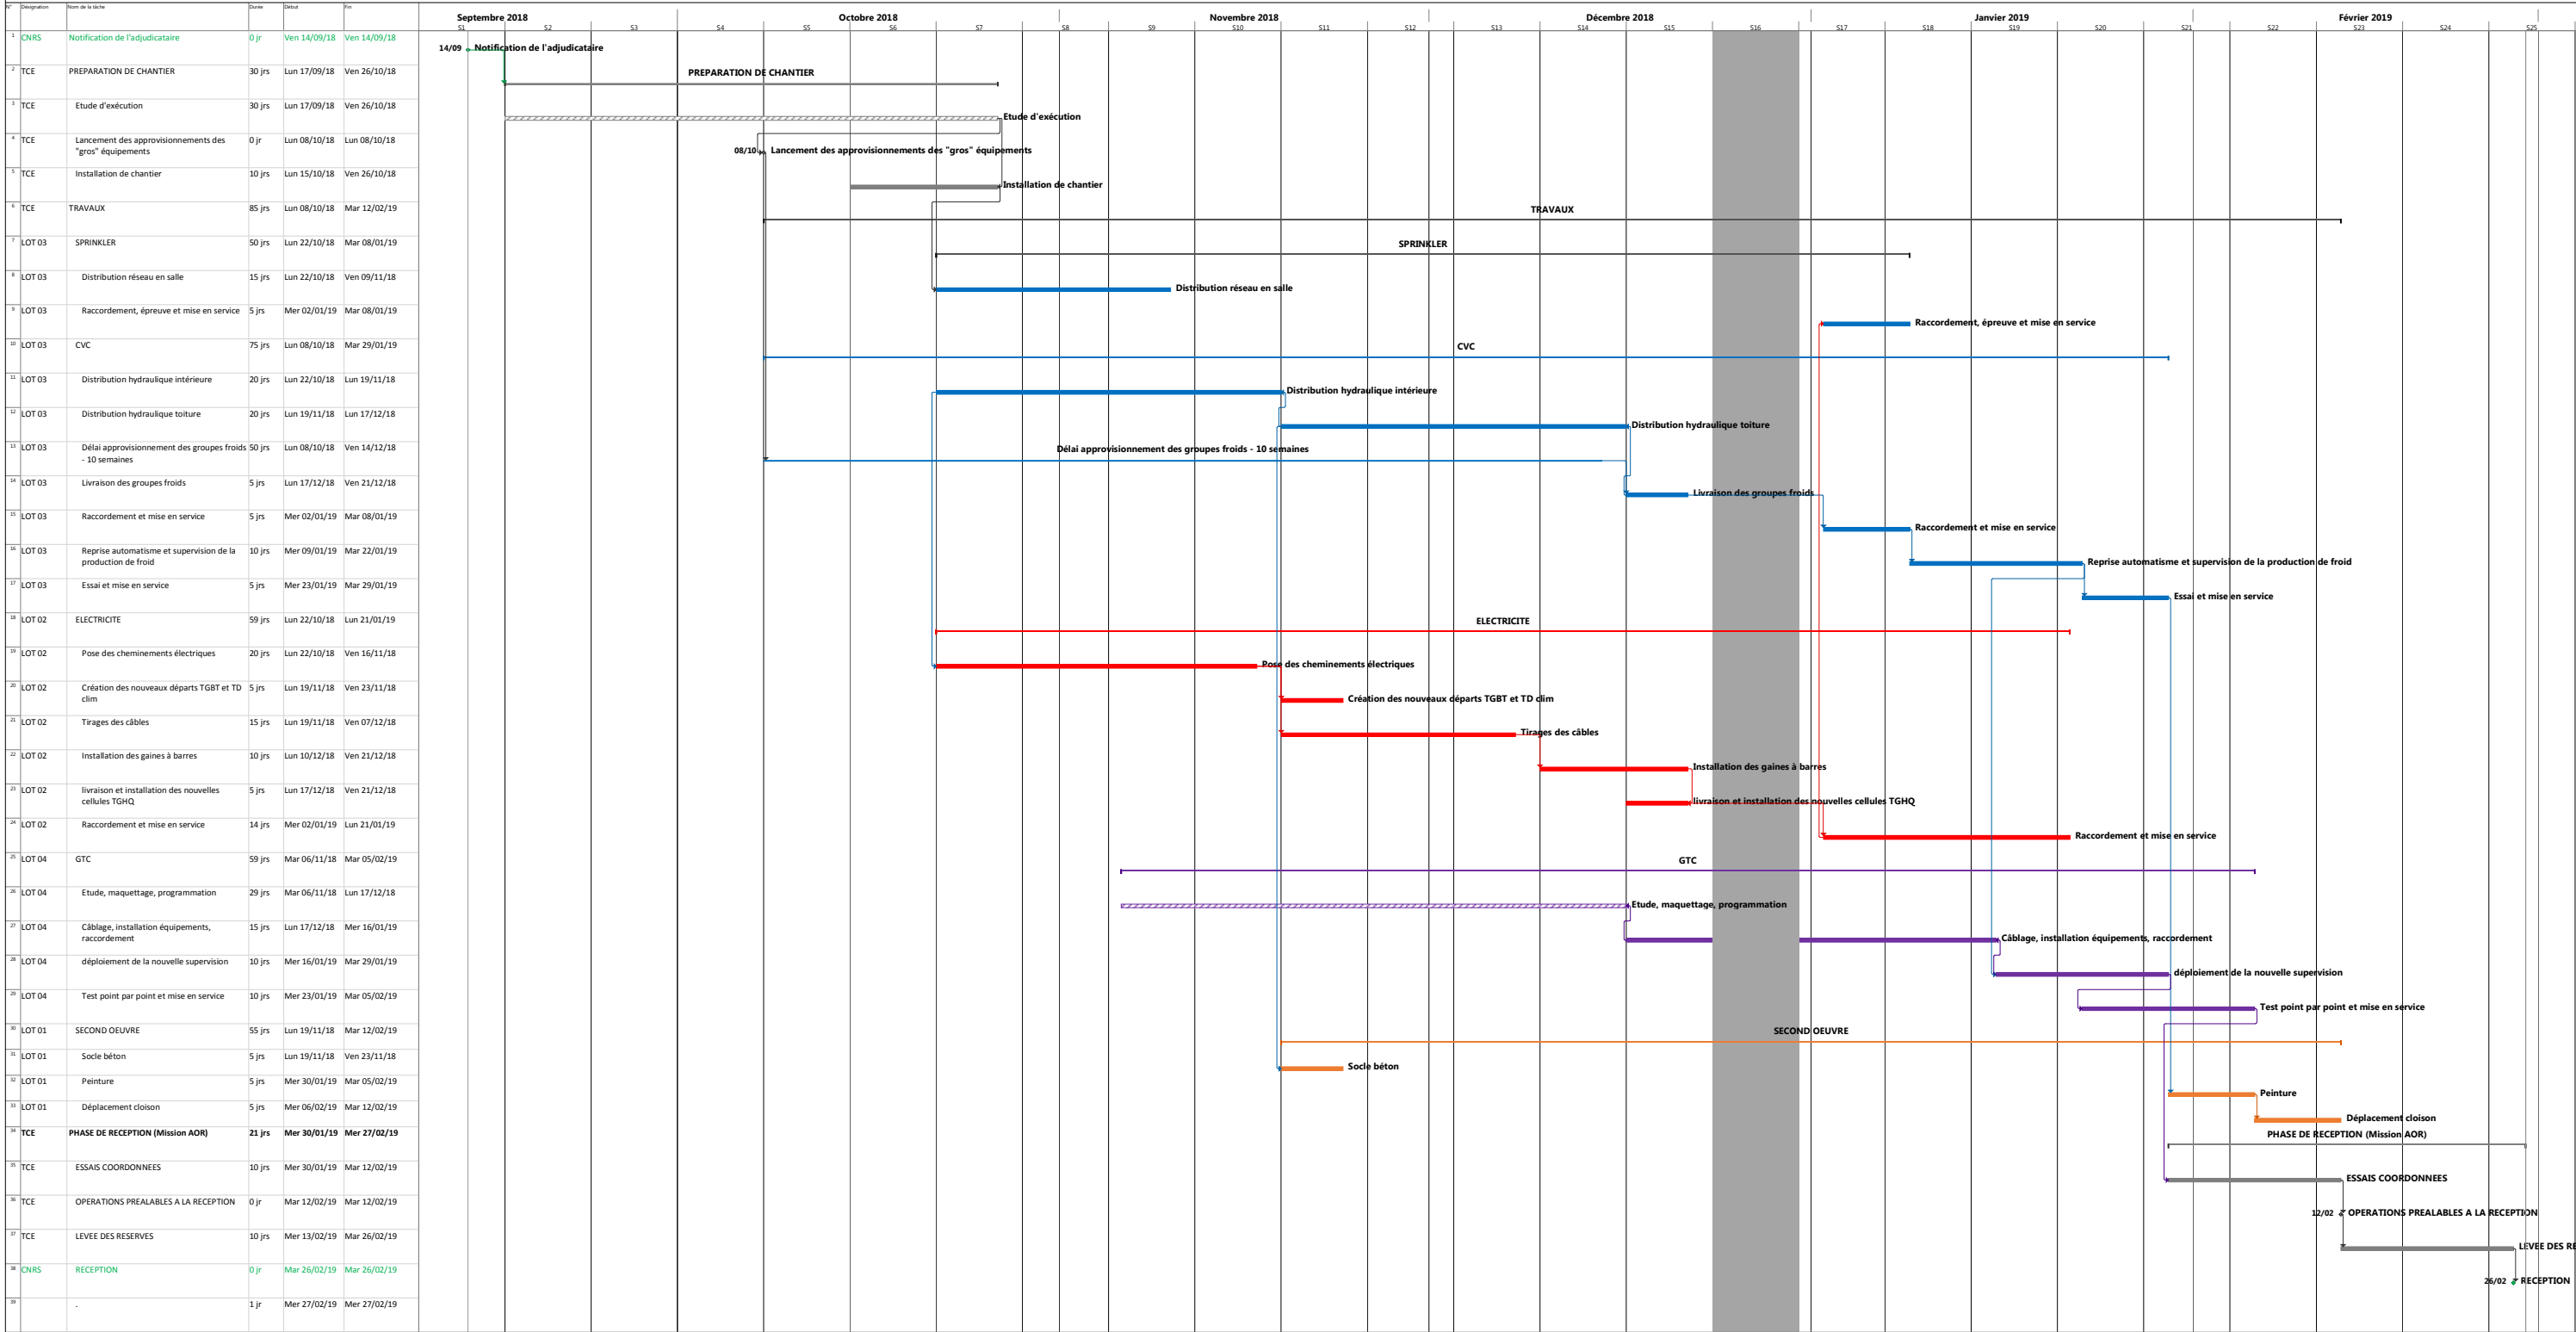 N° Désignation Nom de la tâche Durée Début Fin
Septembre 2018 Octobre 2018 Novembre 2018 Décembre 2018 Janvier 2019 Février 2019
S1 S2 S3 S4 S5 S6 S7 S8 S9 S10 S11 S12 S13 S14 S15 S16 S17 S18 S19 S20 S21 S22 S23 S24 S25
1 CNRS Notification de l'adjudicataire 0 jr Ven 14/09/18 Ven 14/09/18
14/09 Notification de l'adjudicataire
2 TCE PREPARATION DE CHANTIER 30 jrs Lun 17/09/18 Ven 26/10/18
PREPARATION DE CHANTIER
3 TCE Etude d'exécution 30 jrs Lun 17/09/18 Ven 26/10/18
Etude d'exécution
4 TCE Lancement des approvisionnements des 0 jr Lun 08/10/18 Lun 08/10/18
"gros" équipements
08/10 Lancement des approvisionnements des "gros" équipements
5 TCE Installation de chantier 10 jrs Lun 15/10/18 Ven 26/10/18
Installation de chantier
6 TCE TRAVAUX 85 jrs Lun 08/10/18 Mar 12/02/19
TRAVAUX
7 LOT 03 SPRINKLER 50 jrs Lun 22/10/18 Mar 08/01/19
SPRINKLER
8 LOT 03 Distribution réseau en salle 15 jrs Lun 22/10/18 Ven 09/11/18
Distribution réseau en salle
9 LOT 03 Raccordement, épreuve et mise en service 5 jrs Mer 02/01/19 Mar 08/01/19
Raccordement, épreuve et mise en service
10 LOT 03 CVC 75 jrs Lun 08/10/18 Mar 29/01/19
CVC
11 LOT 03 Distribution hydraulique intérieure 20 jrs Lun 22/10/18 Lun 19/11/18
Distribution hydraulique intérieure
12 LOT 03 Distribution hydraulique toiture 20 jrs Lun 19/11/18 Lun 17/12/18
Distribution hydraulique toiture
13 LOT 03 Délai approvisionnement des groupes froids 50 jrs Lun 08/10/18 Ven 14/12/18
- 10 semaines
Délai approvisionnement des groupes froids - 10 semaines
14 LOT 03 Livraison des groupes froids 5 jrs Lun 17/12/18 Ven 21/12/18
Livraison des groupes froids
15 LOT 03 Raccordement et mise en service 5 jrs Mer 02/01/19 Mar 08/01/19
Raccordement et mise en service
16 LOT 03 Reprise automatisme et supervision de la 10 jrs Mer 09/01/19 Mar 22/01/19
production de froid
Reprise automatisme et supervision de la production de froid
17 LOT 03 Essai et mise en service 5 jrs Mer 23/01/19 Mar 29/01/19
Essai et mise en service
18 LOT 02 ELECTRICITE 59 jrs Lun 22/10/18 Lun 21/01/19
ELECTRICITE
19 LOT 02 Pose des cheminements électriques 20 jrs Lun 22/10/18 Ven 16/11/18
Pose des cheminements électriques
20 LOT 02 Création des nouveaux départs TGBT et TD 5 jrs Lun 19/11/18 Ven 23/11/18
clim
Création des nouveaux départs TGBT et TD clim
21 LOT 02 Tirages des câbles 15 jrs Lun 19/11/18 Ven 07/12/18
Tirages des câbles
22 LOT 02 Installation des gaines à barres 10 jrs Lun 10/12/18 Ven 21/12/18
Installation des gaines à barres
23 LOT 02 livraison et installation des nouvelles 5 jrs Lun 17/12/18 Ven 21/12/18
cellules TGHQ
livraison et installation des nouvelles cellules TGHQ
24 LOT 02 Raccordement et mise en service 14 jrs Mer 02/01/19 Lun 21/01/19
Raccordement et mise en service
25 LOT 04 GTC 59 jrs Mar 06/11/18 Mar 05/02/19
GTC
26 LOT 04 Etude, maquettage, programmation 29 jrs Mar 06/11/18 Lun 17/12/18
Etude, maquettage, programmation
27 LOT 04 Câblage, installation équipements, 15 jrs Lun 17/12/18 Mer 16/01/19
raccordement
Câblage, installation équipements, raccordement
28 LOT 04 déploiement de la nouvelle supervision 10 jrs Mer 16/01/19 Mar 29/01/19
déploiement de la nouvelle supervision
29 LOT 04 Test point par point et mise en service 10 jrs Mer 23/01/19 Mar 05/02/19
Test point par point et mise en service
30 LOT 01 SECOND OEUVRE 55 jrs Lun 19/11/18 Mar 12/02/19
SECOND OEUVRE
31 LOT 01 Socle béton 5 jrs Lun 19/11/18 Ven 23/11/18
Socle béton
32 LOT 01 Peinture 5 jrs Mer 30/01/19 Mar 05/02/19
Peinture
33 LOT 01 Déplacement cloison 5 jrs Mer 06/02/19 Mar 12/02/19
Déplacement cloison
34 TCE PHASE DE RECEPTION (Mission AOR) 21 jrs Mer 30/01/19 Mer 27/02/19
PHASE DE RECEPTION (Mission AOR)
35 TCE ESSAIS COORDONNEES 10 jrs Mer 30/01/19 Mar 12/02/19
ESSAIS COORDONNEES
36 TCE OPERATIONS PREALABLES A LA RECEPTION 0 jr Mar 12/02/19 Mar 12/02/19
12/02 OPERATIONS PREALABLES A LA RECEPTION
37 TCE LEVEE DES RESERVES 10 jrs Mer 13/02/19 Mar 26/02/19
LEVEE DES RE
38 CNRS RECEPTION 0 jr Mar 26/02/19 Mar 26/02/19
26/02 RECEPTION
39 . 1 jr Mer 27/02/19 Mer 27/02/19